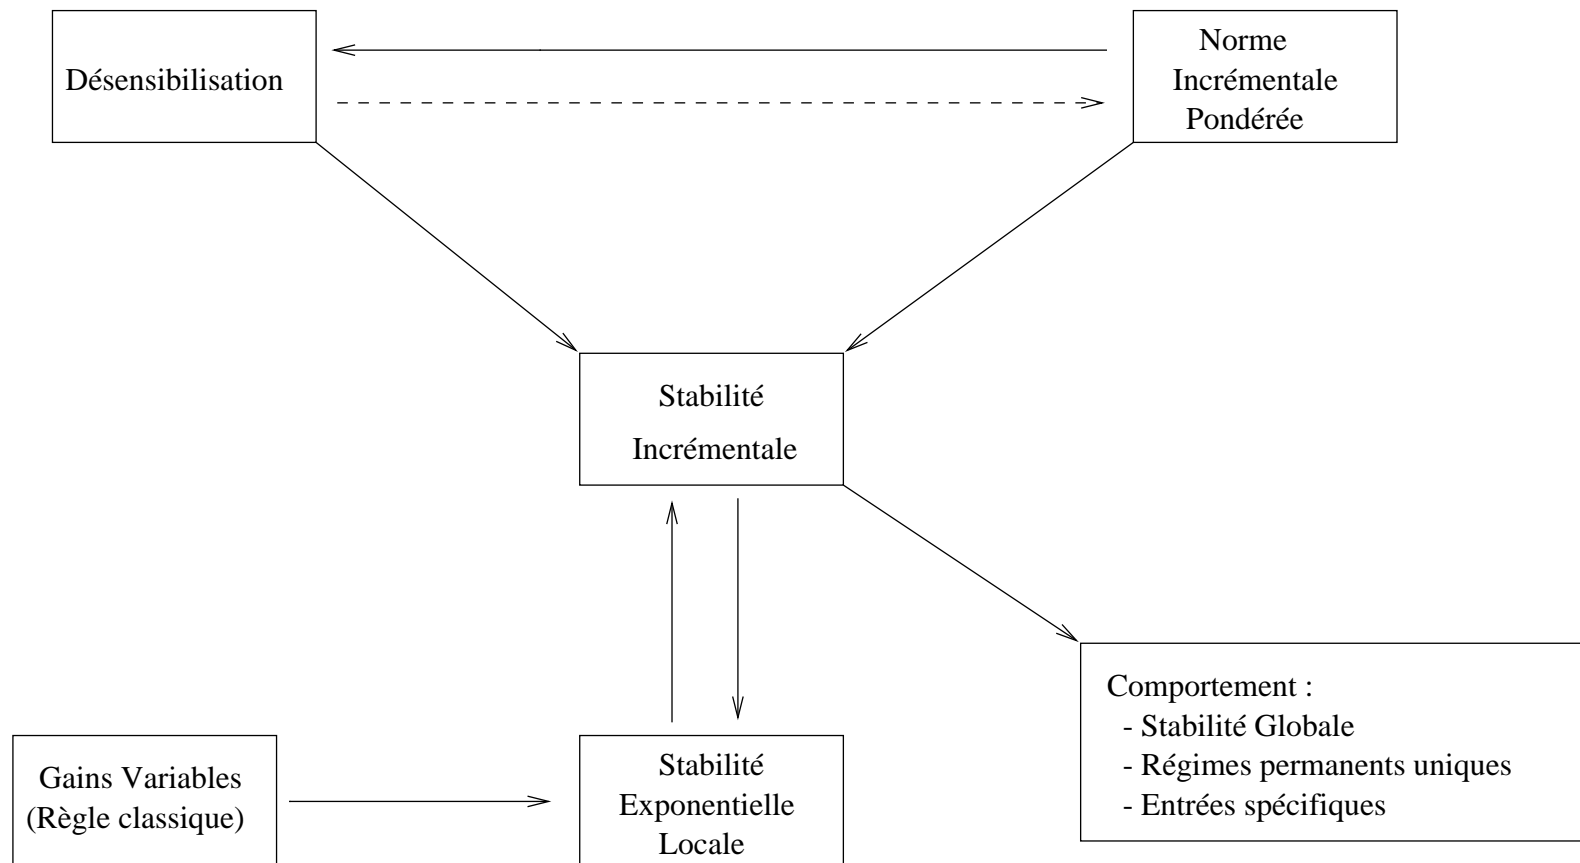 Désensibilisation
Norme
Incrémentale
Pondérée
Stabilité
Incrémentale
Gains Variables
(Règle classique)
Stabilité
Exponentielle
Locale
Comportement :
- Stabilité Globale
- Régimes permanents uniques
- Entrées spécifiques